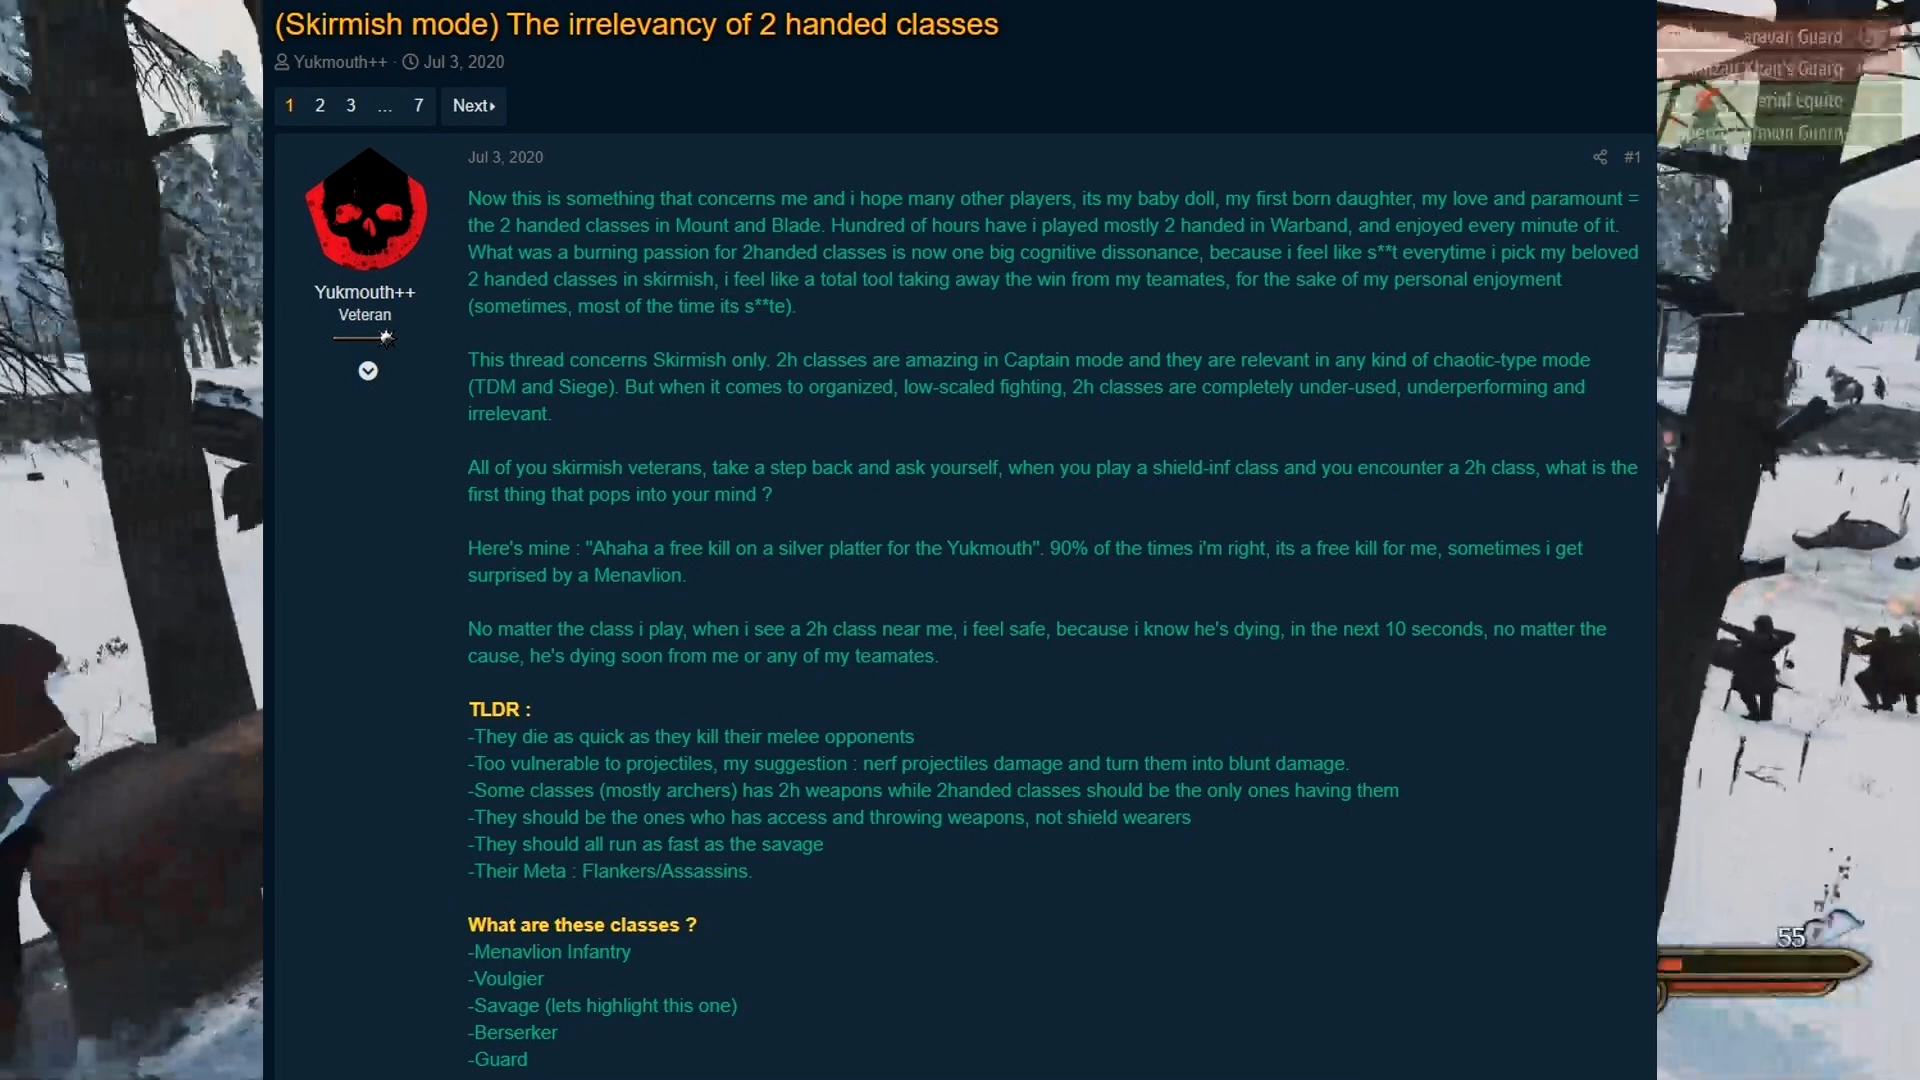 (Skirmish mode) The irrelevancy of 2 handed classes
Yukmouth++ · Jul 3, 2020
1 2 3 ... 7 Next
Jul 3, 2020
#1
Yukmouth++
Veteran
Now this is something that concerns me and i hope many other players, its my baby doll, my first born daughter, my love and paramount =
the 2 handed classes in Mount and Blade. Hundred of hours have i played mostly 2 handed in Warband, and enjoyed every minute of it.
What was a burning passion for 2handed classes is now one big cognitive dissonance, because i feel like s**t everytime i pick my beloved
2 handed classes in skirmish, i feel like a total tool taking away the win from my teamates, for the sake of my personal enjoyment
(sometimes, most of the time its s**te).
This thread concerns Skirmish only. 2h classes are amazing in Captain mode and they are relevant in any kind of chaotic-type mode
(TDM and Siege). But when it comes to organized, low-scaled fighting, 2h classes are completely under-used, underperforming and
irrelevant.
All of you skirmish veterans, take a step back and ask yourself, when you play a shield-inf class and you encounter a 2h class, what is the
first thing that pops into your mind ?
Here's mine : "Ahaha a free kill on a silver platter for the Yukmouth". 90% of the times i'm right, its a free kill for me, sometimes i get
surprised by a Menavlion.
No matter the class i play, when i see a 2h class near me, i feel safe, because i know he's dying, in the next 10 seconds, no matter the
cause, he's dying soon from me or any of my teamates.
TLDR :
-They die as quick as they kill their melee opponents
-Too vulnerable to projectiles, my suggestion : nerf projectiles damage and turn them into blunt damage.
-Some classes (mostly archers) has 2h weapons while 2handed classes should be the only ones having them
-They should be the ones who has access and throwing weapons, not shield wearers
-They should all run as fast as the savage
-Their Meta : Flankers/Assassins.
What are these classes ?
-Menavlion Infantry
-Voulgier
-Savage (lets highlight this one)
-Berserker
-Guard
Guard
Guard
55